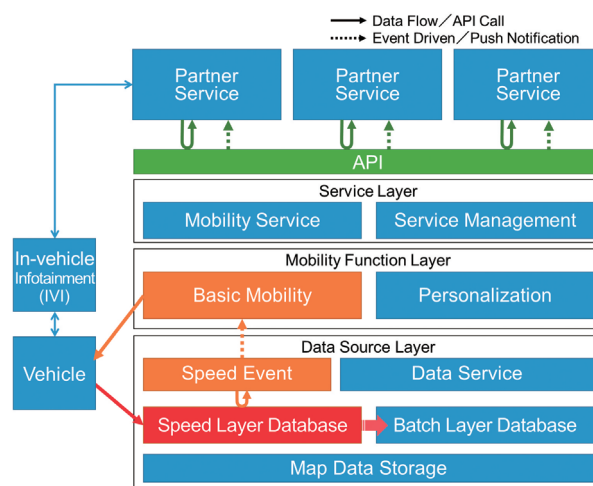 Data Flow／API Call
Event Driven／Push Notification
Partner
Service
Partner
Service
Partner
Service
API
Service Layer
Mobility Service
Service Management
In-vehicle
Infotainment
(IVI)
Mobility Function Layer
Basic Mobility
Personalization
Vehicle
Data Source Layer
Speed Event
Data Service
Speed Layer Database
Batch Layer Database
Map Data Storage